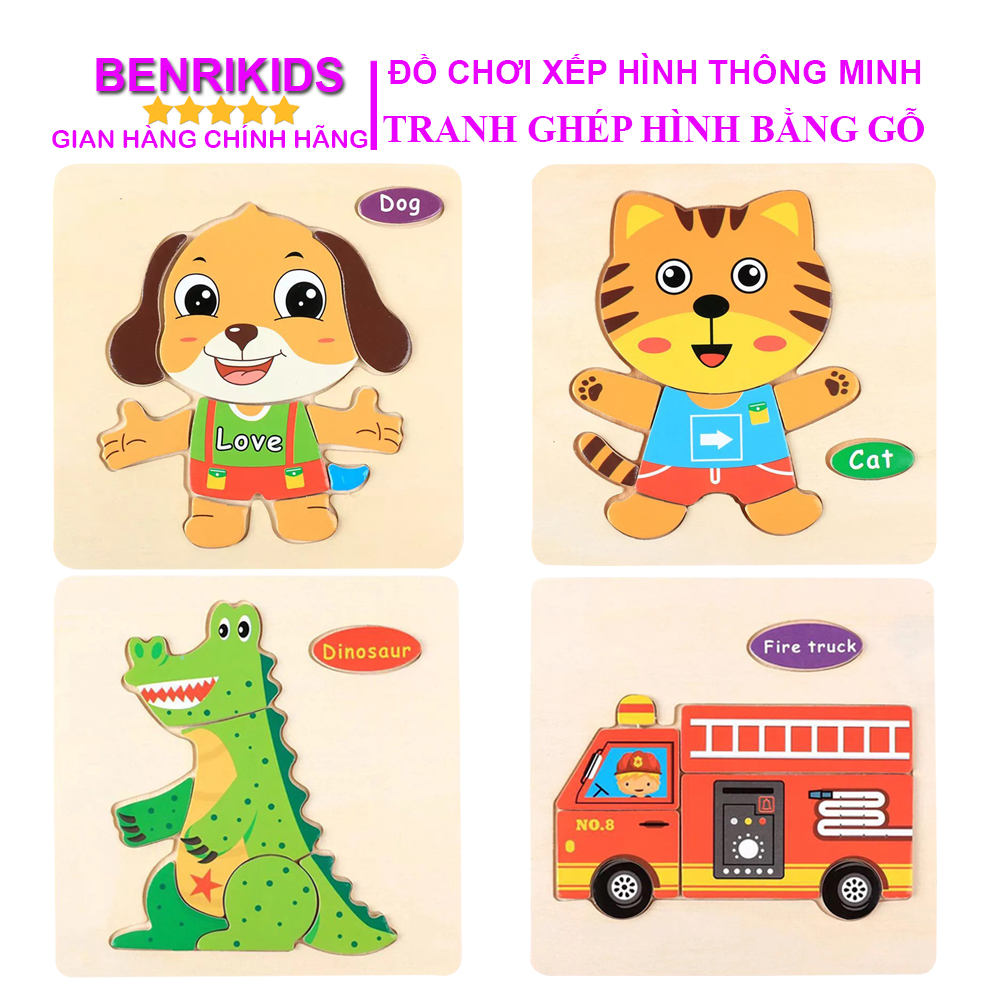 BENRIKIDS
GIAN HÀNG CHÍNH HÃNG
ĐỒ CHƠI XẾP HÌNH THÔNG MINH
TRANH GHÉP HÌNH BẰNG GỖ
Dog
Love
Cat
Dinosaur
Fire truck
NO.8